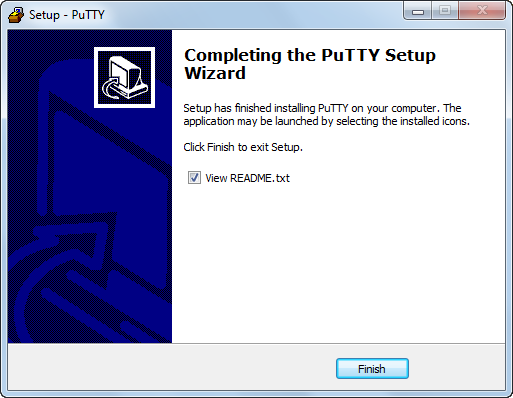 Setup - PuTTY
Completing the PuTTY Setup
Wizard
Setup has finished installing PuTTY on your computer. The
application may be launched by selecting the installed icons.
Click Finish to exit Setup.
View README.txt
Finish